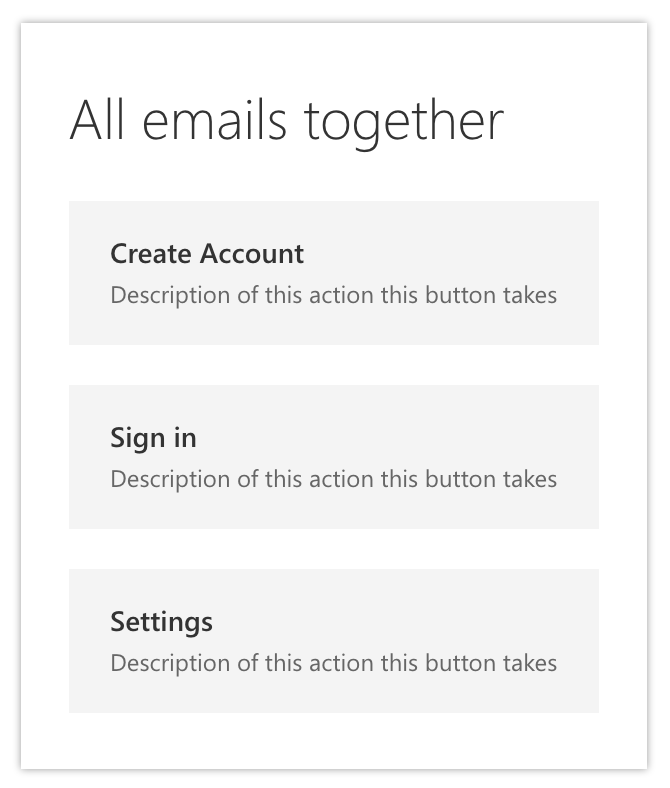 All emails together
Create Account
Description of this action this button takes
Sign in
Description of this action this button takes
Settings
Description of this action this button takes